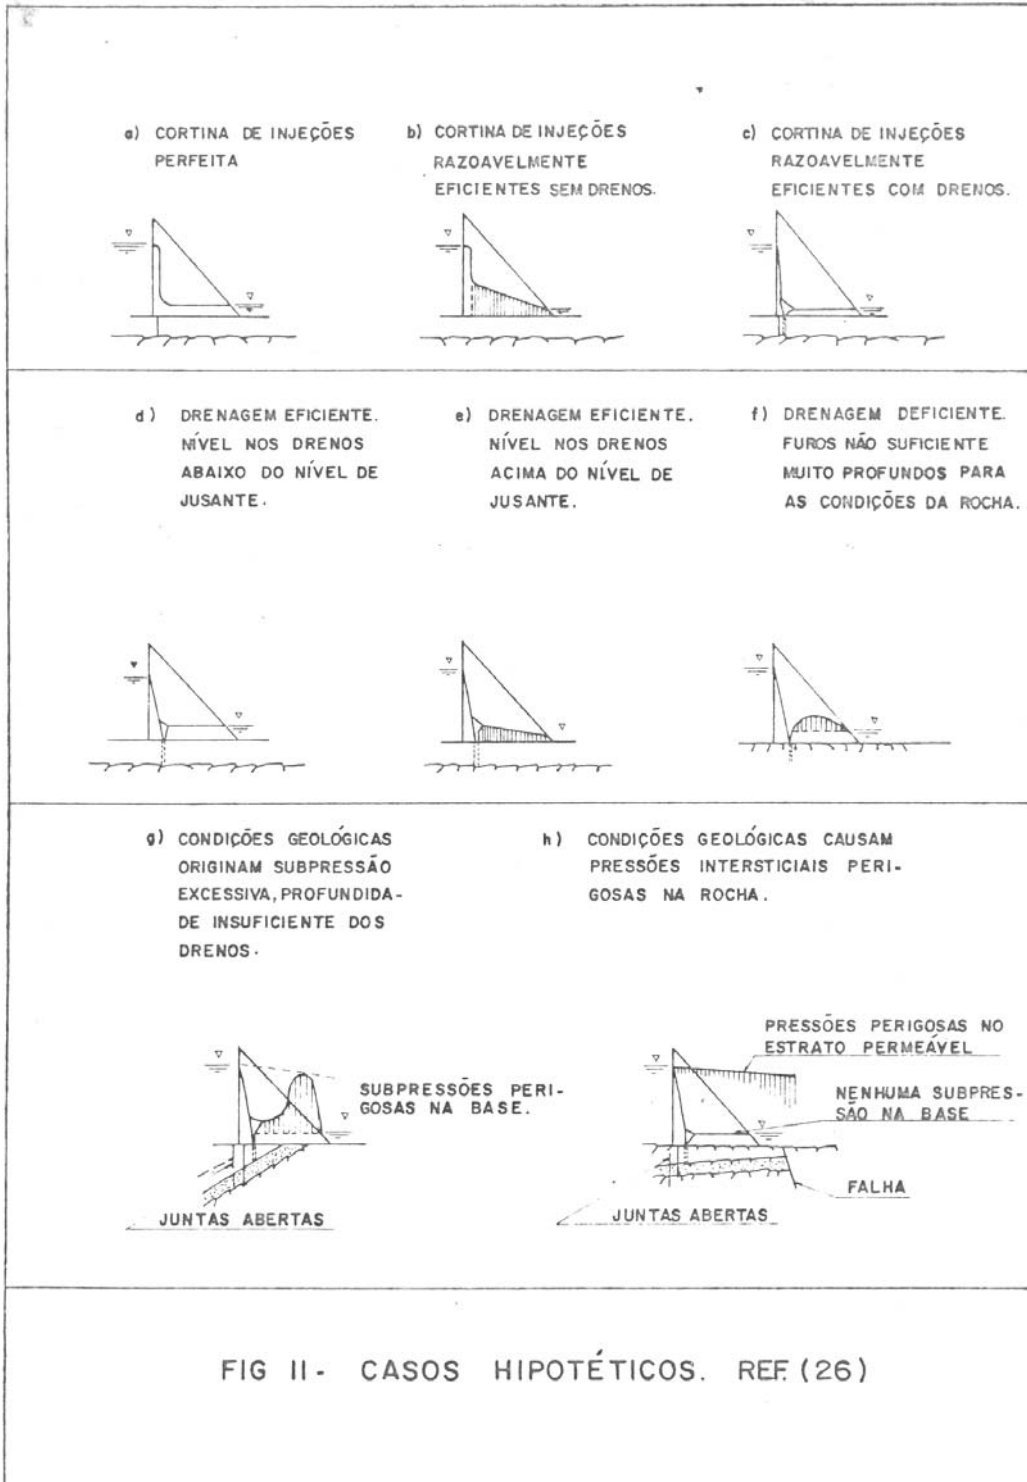 a) CORTINA DE INJEÇÕES
PERFEITA
b) CORTINA DE INJEÇÕES
RAZOAVELMENTE
EFICIENTES SEM DRENOS.
c) CORTINA DE INJEÇÕES
RAZOAVELMENTE
EFICIENTES COM DRENOS.
d) DRENAGEM EFICIENTE.
NÍVEL NOS DRENOS
ABAIXO DO NÍVEL DE
JUSANTE.
e) DRENAGEM EFICIENTE.
NÍVEL NOS DRENOS
ACIMA DO NÍVEL DE
JUSANTE.
f) DRENAGEM DEFICIENTE.
FUROS NÃO SUFICIENTE
MUITO PROFUNDOS PARA
AS CONDIÇÕES DA ROCHA.
g) CONDIÇÕES GEOLÓGICAS
ORIGINAM SUBPRESSÃO
EXCESSIVA, PROFUNDIDA-
DE INSUFICIENTE DOS
DRENOS.
SUBPRESSÕES PERI-
GOSAS NA BASE.
JUNTAS ABERTAS
h) CONDIÇÕES GEOLÓGICAS CAUSAM
PRESSÕES INTERSTICIAIS PERI-
GOSAS NA ROCHA.
PRESSÕES PERIGOSAS NO
ESTRATO PERMEÁVEL
NENHUMA SUBPRES-
SÃO NA BASE
FALHA
JUNTAS ABERTAS
FIG 11- CASOS HIPOTÉTICOS. REF. (26)